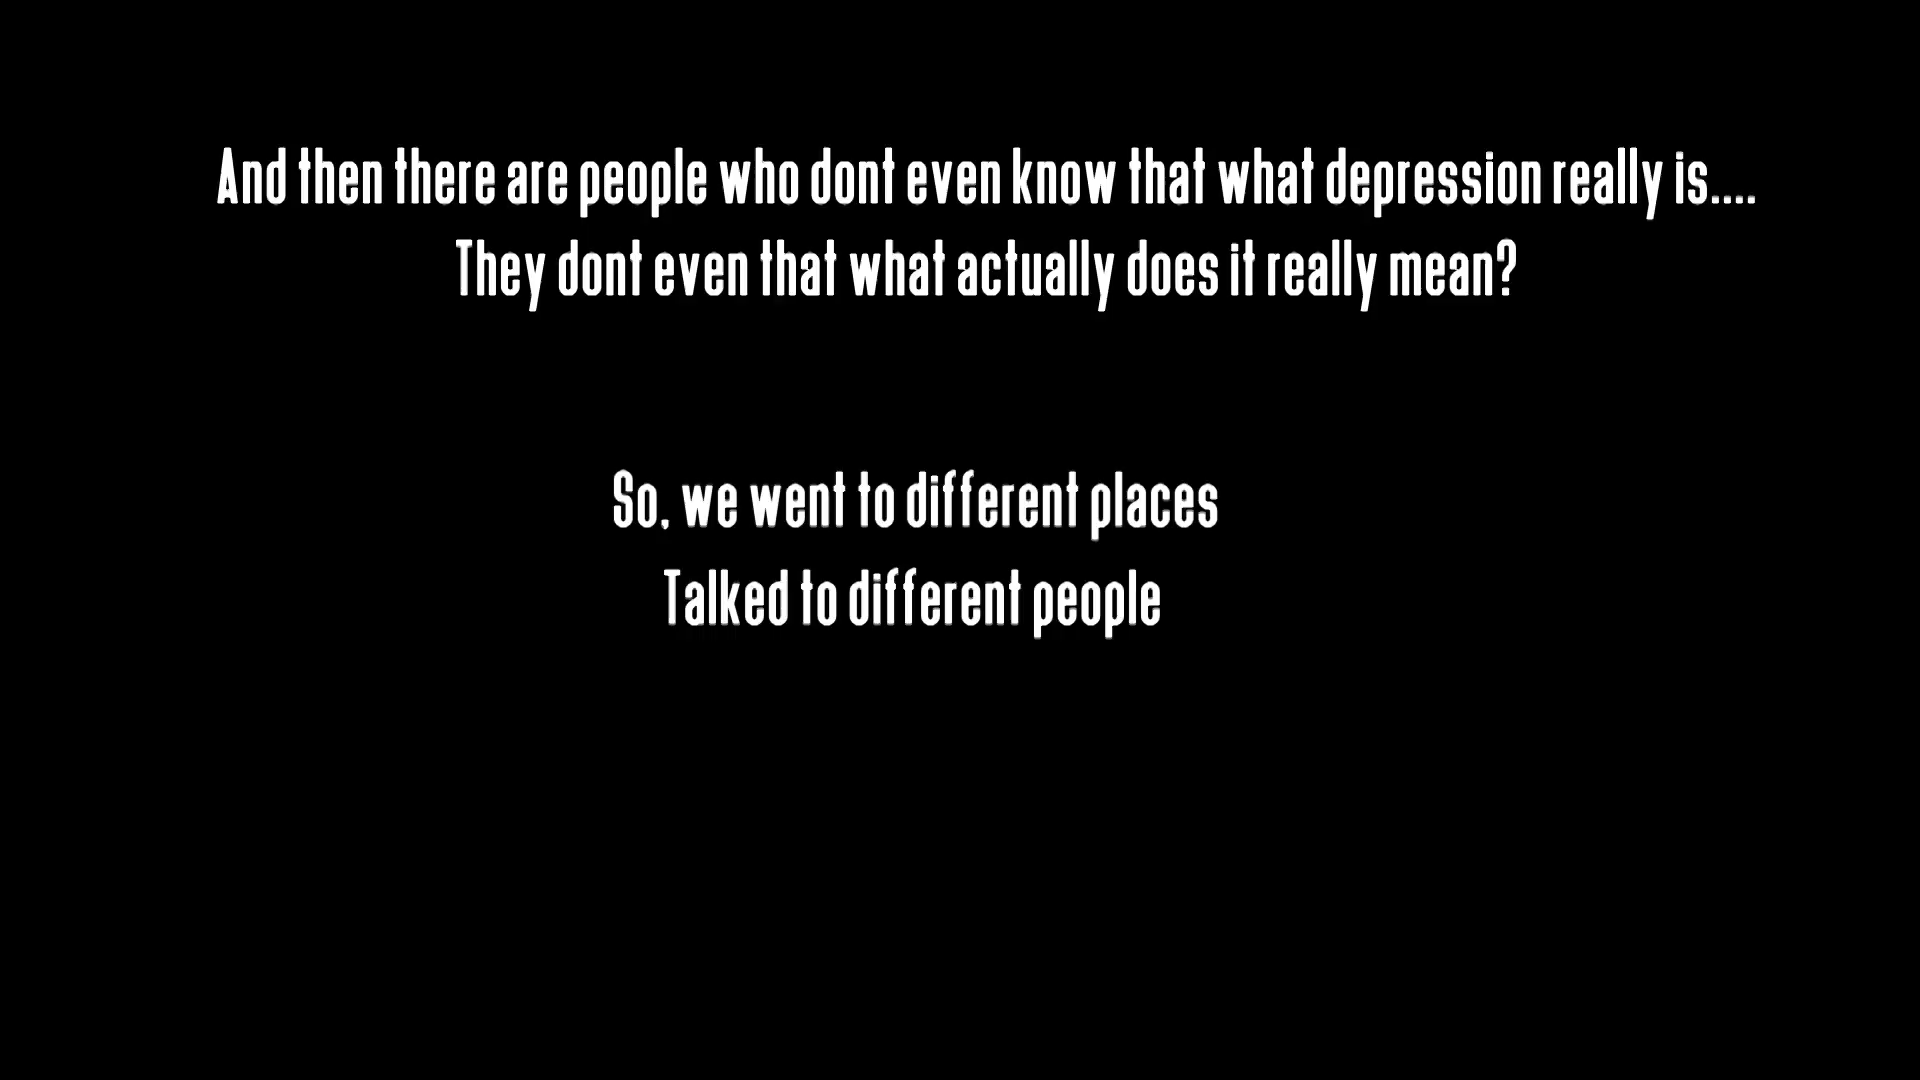 And then there are people who dont even know that what depression really is....
They dont even that what actually does it really mean?
So, we went to different places
Talked to different people